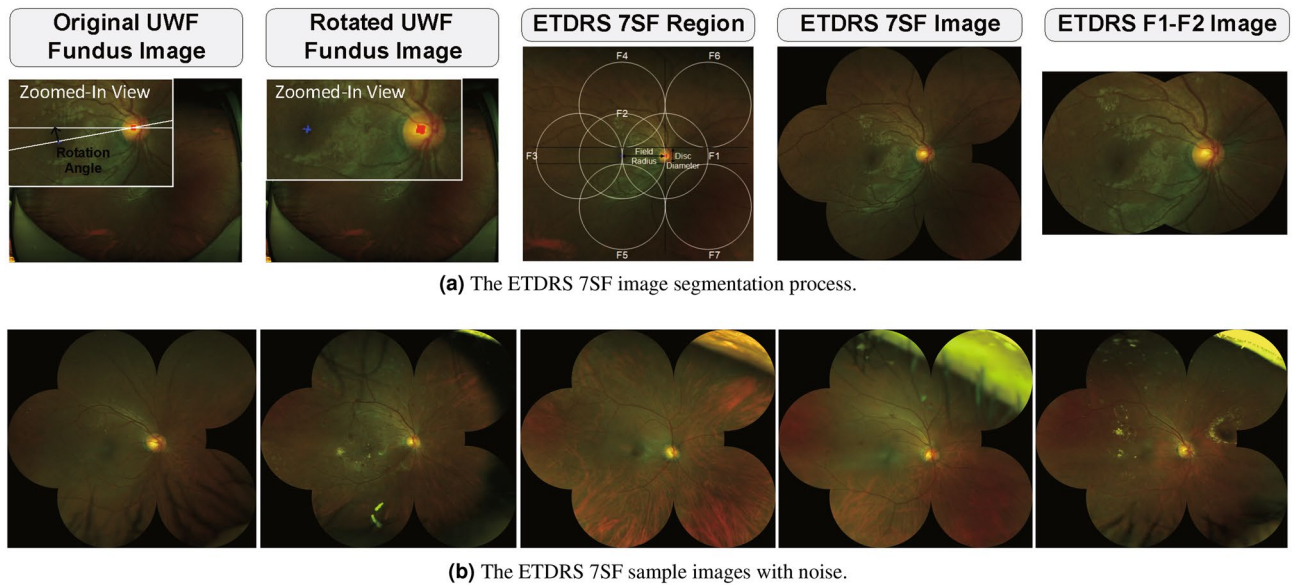 Original UWF
Fundus Image
Rotated UWF
Fundus Image
ETDRS 7SF Region
ETDRS 7SF Image
ETDRS F1-F2 Image
Zoomed-In View
Rotation
Angle
Zoomed-In View
F4
F6
F2
F3
Field
Radius
Disc
Diameter
F1
F5
F7
(a) The ETDRS 7SF image segmentation process.
(b) The ETDRS 7SF sample images with noise.